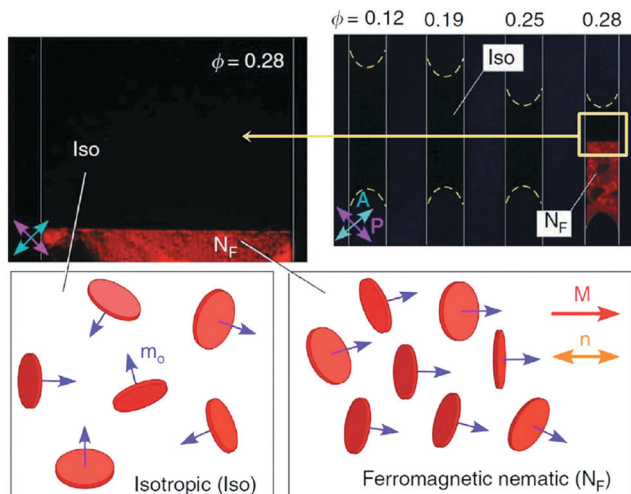 ϕ = 0.12 0.19 0.25 0.28
ϕ = 0.28
Iso
Iso
N_F
N_F
A
P
m_o
M
n
Isotropic (Iso)
Ferromagnetic nematic (N_F)